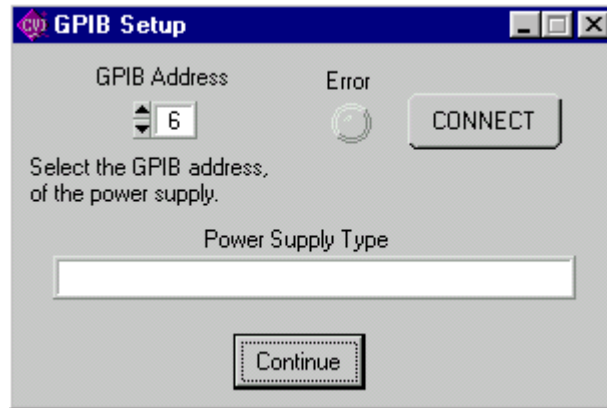 CVI GPIB Setup
GPIB Address
Error
6
CONNECT
Select the GPIB address,
of the power supply.
Power Supply Type
Continue